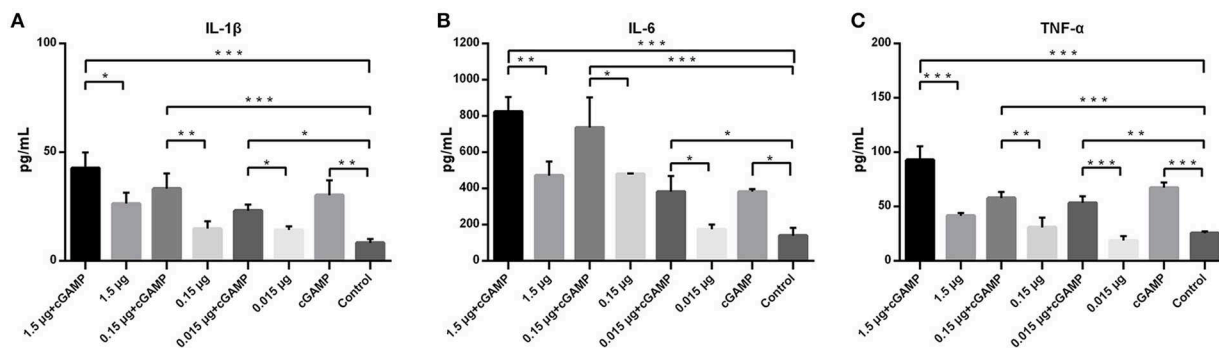 A
IL-1β
pg/mL
100
50
0
* * *
*
* * *
* *
*
*
* *
1.5 µg+cGAMP
1.5 µg
0.15 µg+cGAMP
0.15 µg
0.015 µg+cGAMP
0.015 µg
cGAMP
Control
B
IL-6
pg/mL
1200
1000
800
600
400
200
0
* * *
* *
* * *
*
*
*
*
1.5 µg+cGAMP
1.5 µg
0.15 µg+cGAMP
0.15 µg
0.015 µg+cGAMP
0.015 µg
cGAMP
Control
C
TNF-α
pg/mL
200
150
100
50
0
* * *
* * *
* * *
* *
* *
* * *
* * *
1.5 µg+cGAMP
1.5 µg
0.15 µg+cGAMP
0.15 µg
0.015 µg+cGAMP
0.015 µg
cGAMP
Control